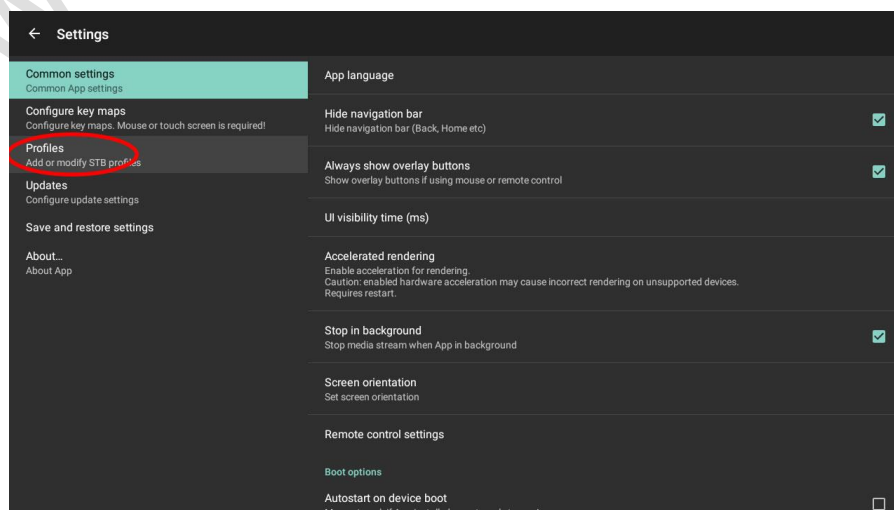 Settings
Common settings
Common App settings
Configure key maps
Configure key maps. Mouse or touch screen is required!
Profiles
Add or modify STB profiles
Updates
Configure update settings
Save and restore settings
About...
About App
App language
Hide navigation bar
Hide navigation bar (Back, Home etc)
Always show overlay buttons
Show overlay buttons if using mouse or remote control
UI visibility time (ms)
Accelerated rendering
Enable acceleration for rendering.
Caution: enabled hardware acceleration may cause incorrect rendering on unsupported devices.
Requires restart.
Stop in background
Stop media stream when App in background
Screen orientation
Set screen orientation
Remote control settings
Boot options
Autostart on device boot